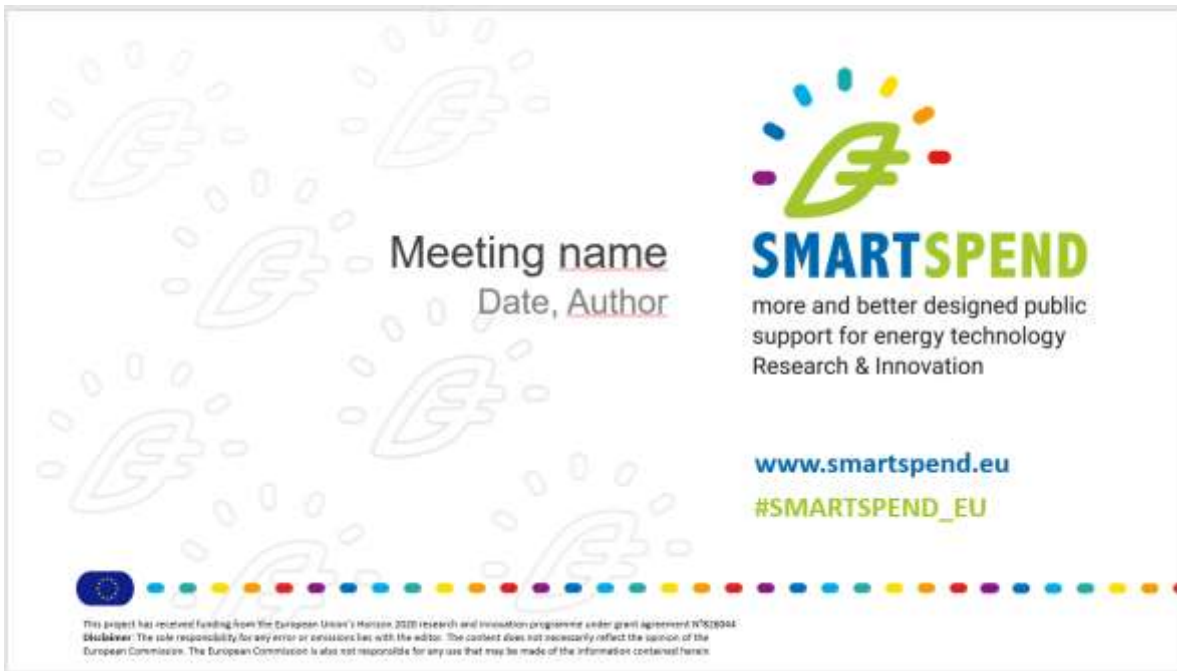 Meeting name
Date, Author
SMARTSPEND
more and better designed public
support for energy technology
Research & Innovation
www.smartspend.eu
#SMARTSPEND_EU
This project has received funding from the European Union's Horizon 2020 research and innovation programme under grant agreement N°826044
Disclaimer: The sole responsibility for any error or omissions lies with the editor. The content does not necessarily reflect the opinion of the
European Commission. The European Commission is also not responsible for any use that may be made of the information contained herein